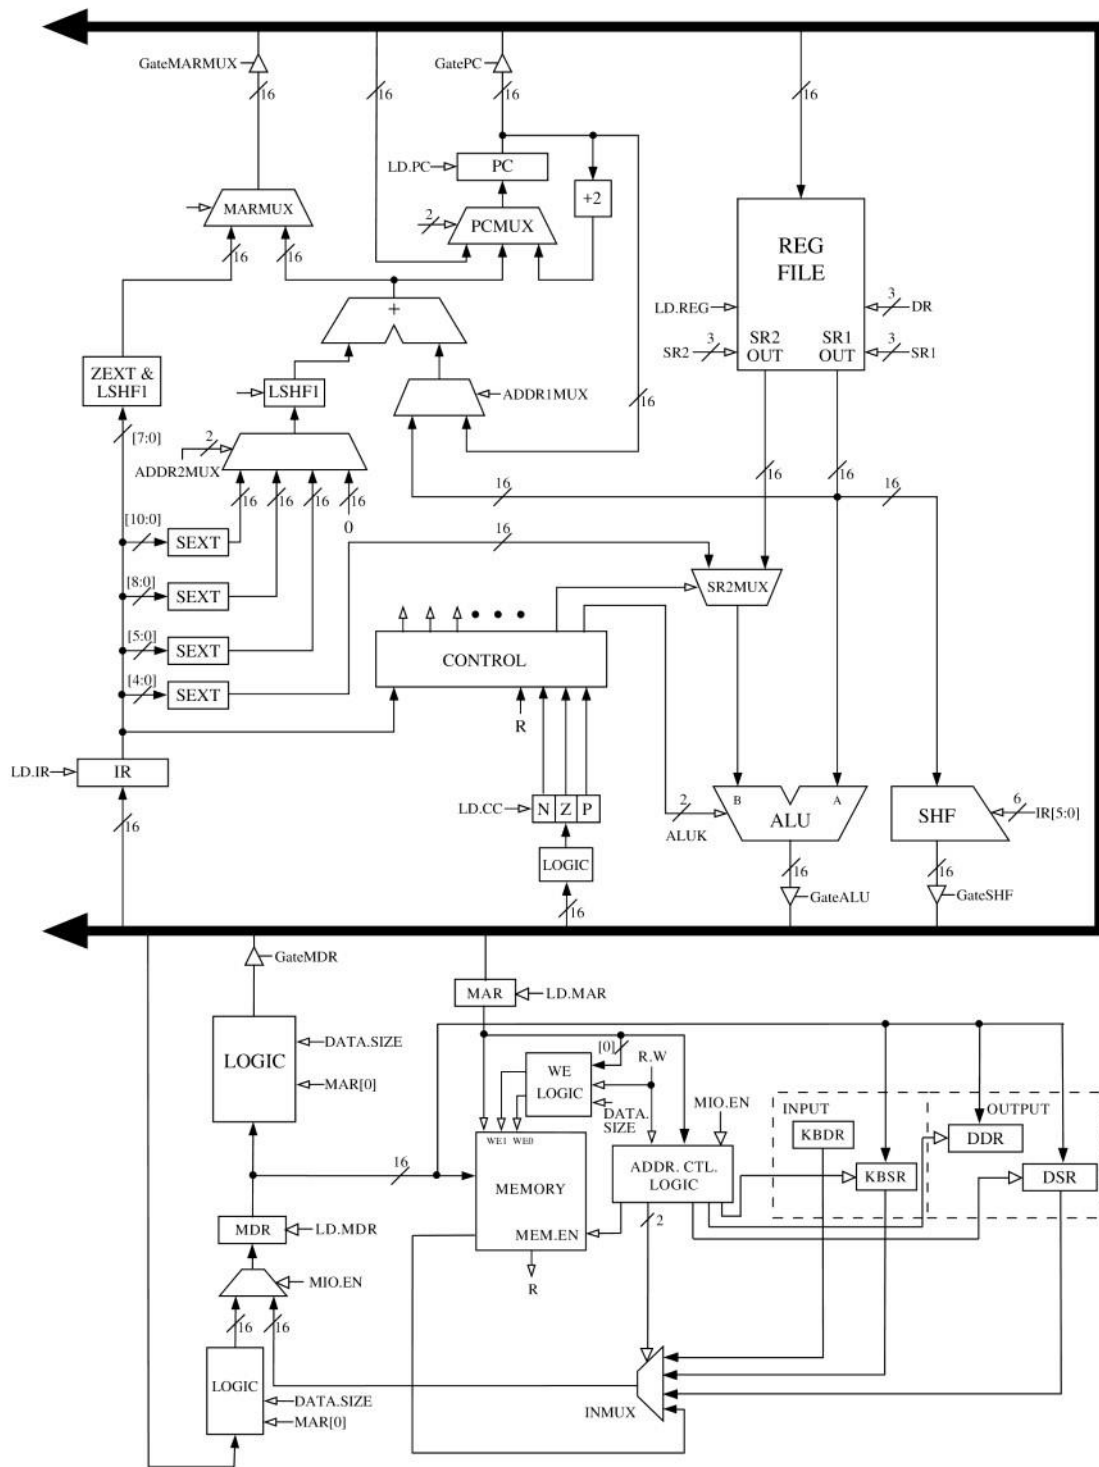 GateMARMUX
GatePC
16
16
16
16
LD.PC
PC
+2
MARMUX
2
PCMUX
16
16
REG
FILE
+
LD.REG
3
DR
SR2
3
SR2
OUT
SR1
OUT
3
SR1
ZEXT &
LSHF1
LSHF1
ADDR1MUX
16
[7:0]
2
ADDR2MUX
16
16
16
16
0
16
16
16
16
[10:0]
SEXT
16
[8:0]
SEXT
SR2MUX
[5:0]
SEXT
CONTROL
[4:0]
SEXT
R
LD.IR
IR
LD.CC
N Z P
2
ALUK
B
A
ALU
SHF
6
IR[5:0]
16
LOGIC
16
16
16
GateALU
GateSHF
GateMDR
MAR
LD.MAR
LOGIC
DATA.SIZE
MAR[0]
[0]
R.W
WE
LOGIC
DATA.
SIZE
MIO.EN
INPUT
OUTPUT
KBDR
DDR
WE1 WE0
ADDR. CTL.
LOGIC
16
MEMORY
KBSR
DSR
MDR
LD.MDR
MEM.EN
2
MIO.EN
R
16
16
LOGIC
DATA.SIZE
MAR[0]
INMUX